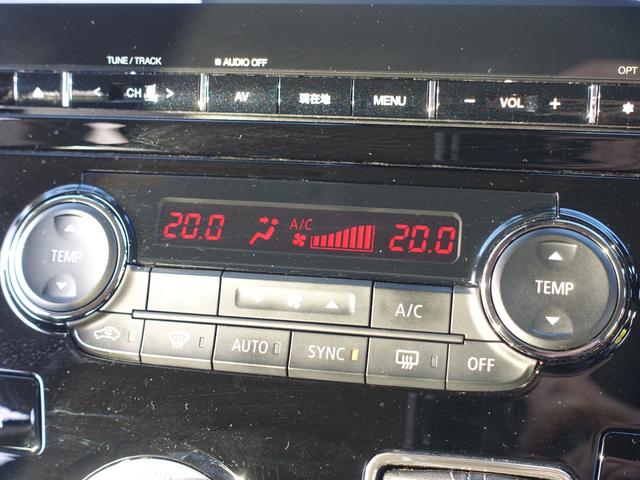 TUNE / TRACK
AUDIO OFF
OPT
CH
AV
現在地
MENU
VOL
20.0
A/C
20.0
TEMP
TEMP
A/C
AUTO
SYNC
OFF